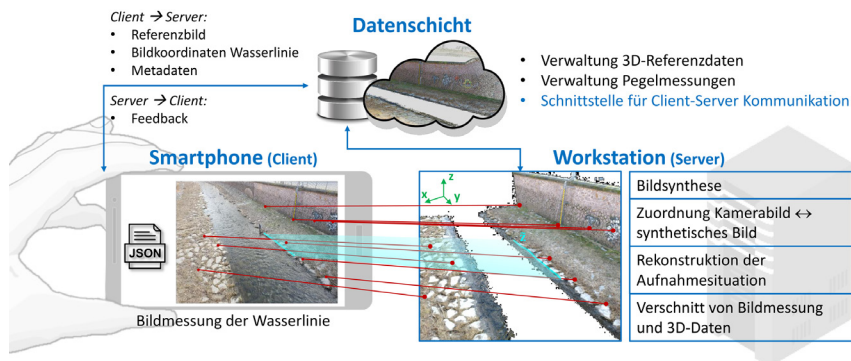 Client → Server:
• Referenzbild
• Bildkoordinaten Wasserlinie
• Metadaten
Server → Client:
• Feedback
Datenschicht
• Verwaltung 3D-Referenzdaten
• Verwaltung Pegelmessungen
• Schnittstelle für Client-Server Kommunikation
Smartphone (Client)
JSON
Bildmessung der Wasserlinie
Workstation (Server)
z
x
y
Bildsynthese
Zuordnung Kamerabild ↔
synthetisches Bild
Rekonstruktion der
Aufnahmesituation
Verschnitt von Bildmessung
und 3D-Daten